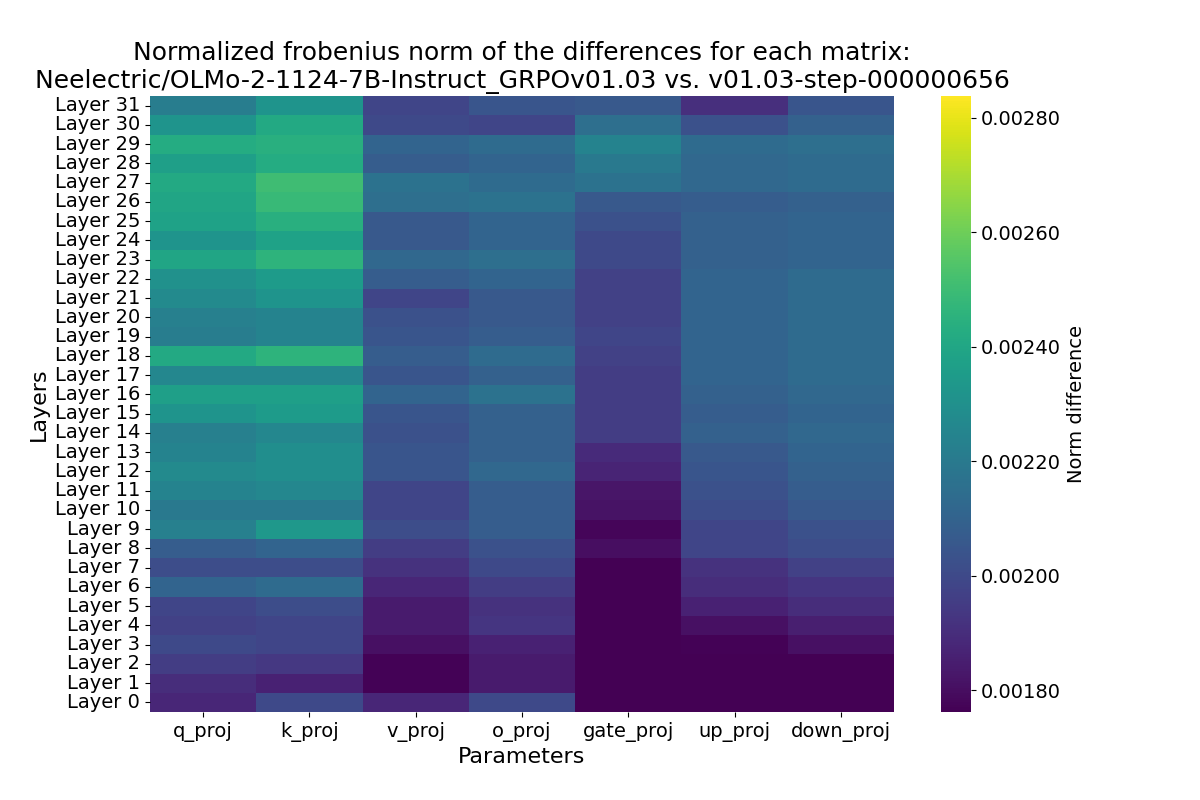 Normalized frobenius norm of the differences for each matrix:
Neelectric/OLMo-2-1124-7B-Instruct_GRPOv01.03 vs. v01.03-step-000000656
Layers
Layer 31
Layer 30
Layer 29
Layer 28
Layer 27
Layer 26
Layer 25
Layer 24
Layer 23
Layer 22
Layer 21
Layer 20
Layer 19
Layer 18
Layer 17
Layer 16
Layer 15
Layer 14
Layer 13
Layer 12
Layer 11
Layer 10
Layer 9
Layer 8
Layer 7
Layer 6
Layer 5
Layer 4
Layer 3
Layer 2
Layer 1
Layer 0
q_proj k_proj v_proj o_proj gate_proj up_proj down_proj
Parameters
0.00280
0.00260
0.00240
0.00220
0.00200
0.00180
Norm difference